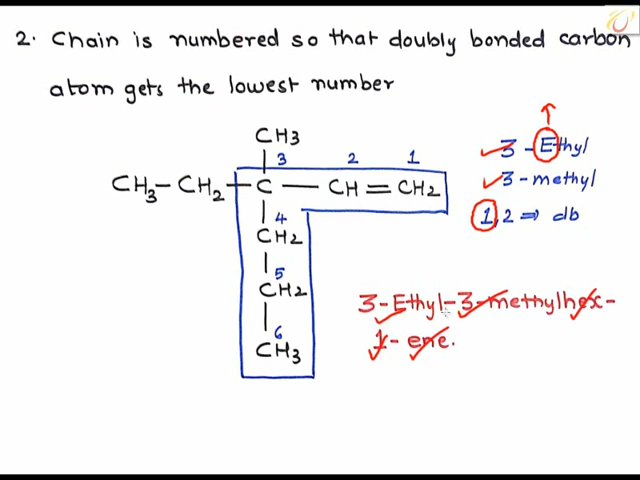 2. Chain is numbered so that doubly bonded carbon
atom gets the lowest number
CH3
3 2 1
CH3 - CH2 - C - CH = CH2
4
CH2
5
CH2
6
CH3
3 - Ethyl
3 - methyl
1, 2 ⇒ db
3 - Ethyl - 3 - methylhex -
1 - ene.